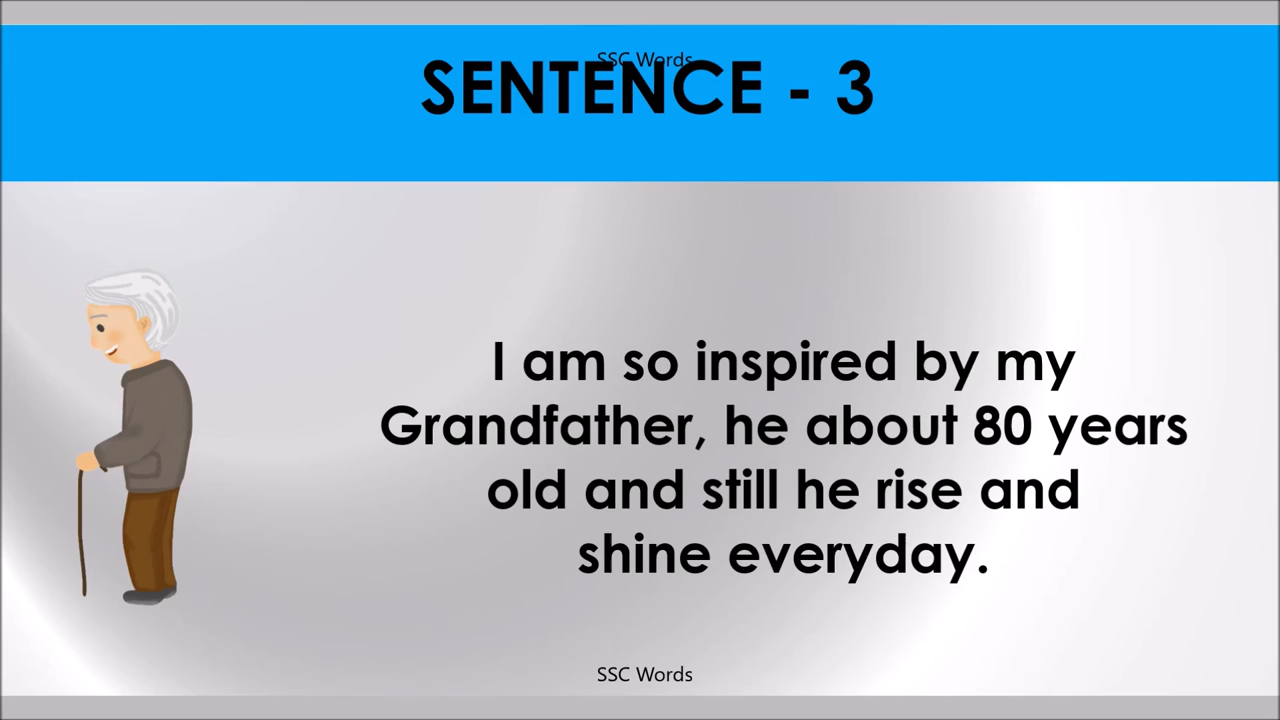 SSC Words
SENTENCE - 3
I am so inspired by my
Grandfather, he about 80 years
old and still he rise and
shine everyday.
SSC Words